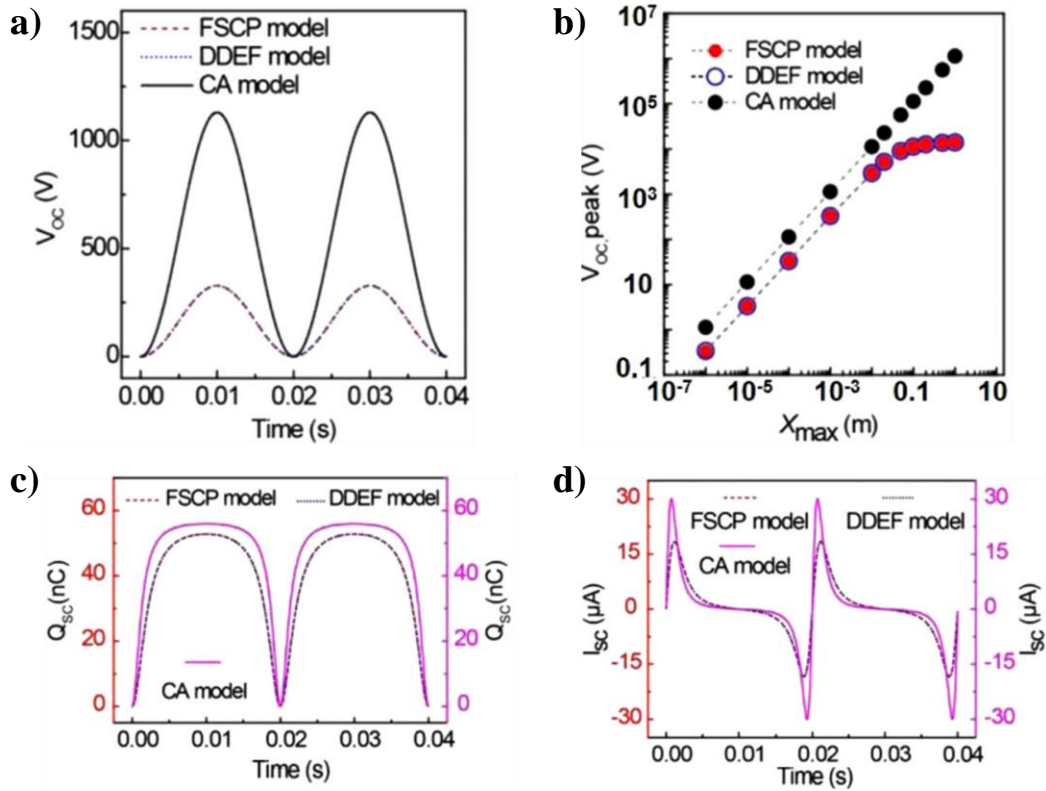 a)
1500
1000
500
0
V_OC (V)
FSCP model
DDEF model
CA model
0.00 0.01 0.02 0.03 0.04
Time (s)
b)
10^7
10^5
10^3
10
0.1
V_OC,peak (V)
FSCP model
DDEF model
CA model
10^-7 10^-5 10^-3 0.1 10
X_max (m)
c)
FSCP model DDEF model
60
40
20
0
Q_SC(nC)
CA model
60
40
20
0
Q_SC(nC)
0.00 0.01 0.02 0.03 0.04
Time (s)
d)
30
15
0
-15
-30
I_SC (µA)
FSCP model DDEF model
CA model
30
15
0
-15
-30
I_SC (µA)
0.00 0.01 0.02 0.03 0.04
Time (s)